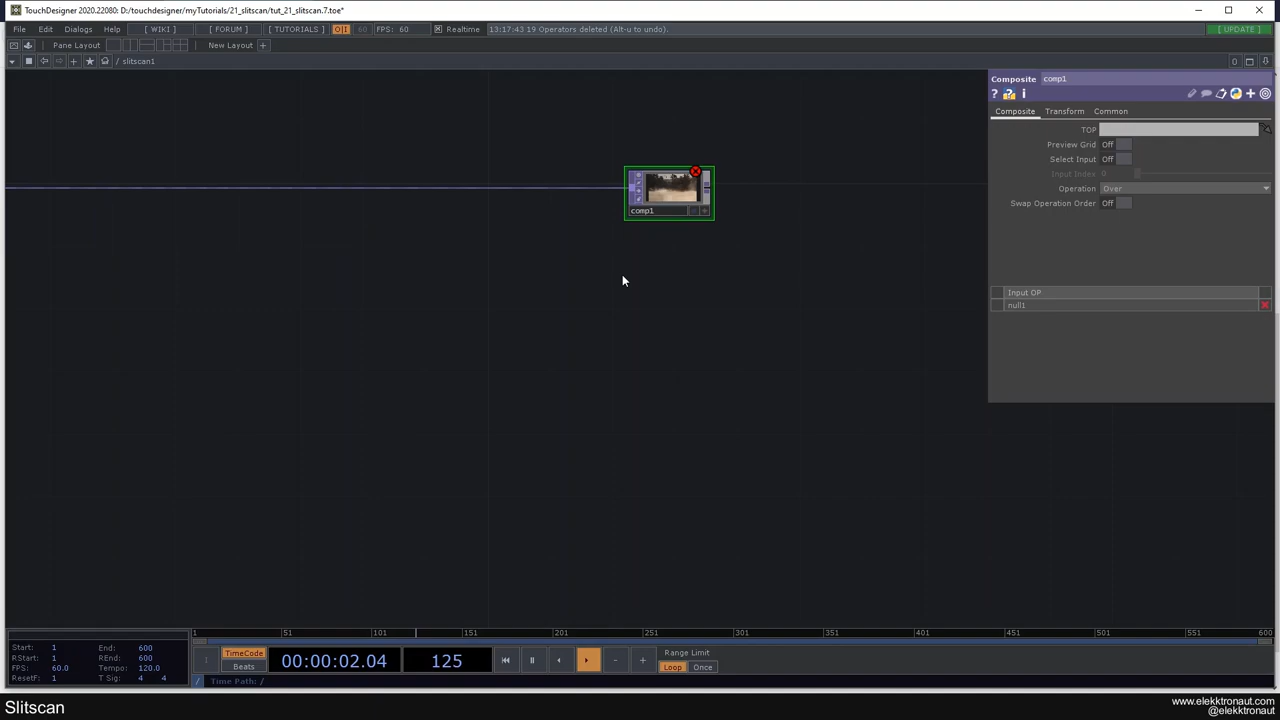 TouchDesigner 2020.22080: D:/touchdesigner/myTutorials/21_slitscan/tut_21_slitscan.7.toe*
File Edit Dialogs Help [ WIKI ] [ FORUM ] [ TUTORIALS ] O|I 60 FPS: 60 Realtime 13:17:43 19 Operators deleted (Alt-u to undo). [ UPDATE ]
Pane Layout New Layout +
/ slitscan1 0
Composite comp1
? ? i
Composite Transform Common
TOP
Preview Grid Off
Select Input Off
Input Index 0
Operation Over
Swap Operation Order Off
Input OP
null1
comp1
1 51 101 151 201 251 301 351 401 451 501 551 600
Start: 1 End: 600
RStart: 1 REnd: 600
FPS: 60.0 Tempo: 120.0
ResetF: 1 T Sig: 4 4
TimeCode
Beats
00:00:02.04 125
- +
Range Limit
Loop Once
/ Time Path: /
Slitscan
www.elekktronaut.com
@elekktronaut